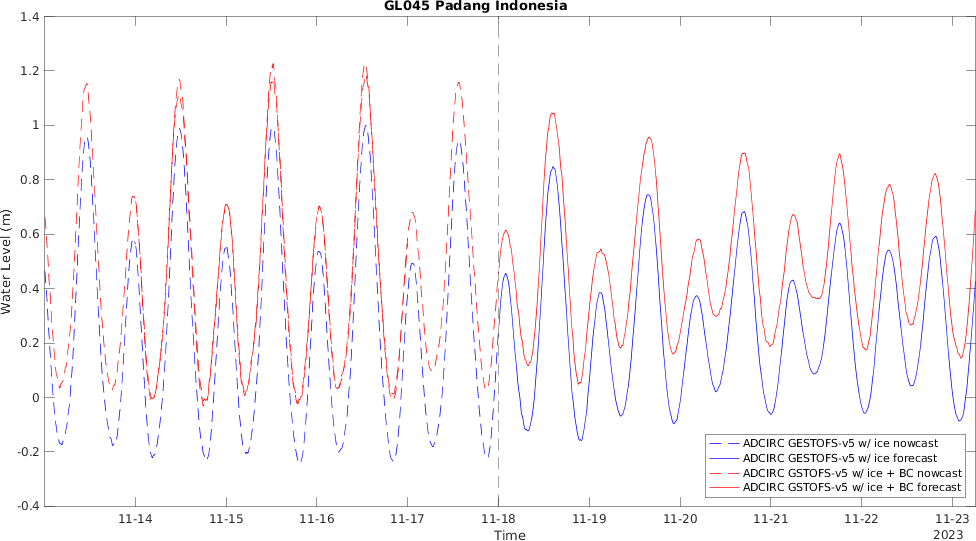 GL045 Padang Indonesia
1.4
1.2
1
0.8
0.6
0.4
0.2
0
-0.2
-0.4
Water Level (m)
ADCIRC GESTOFS-v5 w/ ice nowcast
ADCIRC GESTOFS-v5 w/ ice forecast
ADCIRC GSTOFS-v5 w/ ice + BC nowcast
ADCIRC GSTOFS-v5 w/ ice + BC forecast
11-14 11-15 11-16 11-17 11-18 11-19 11-20 11-21 11-22 11-23
Time
2023